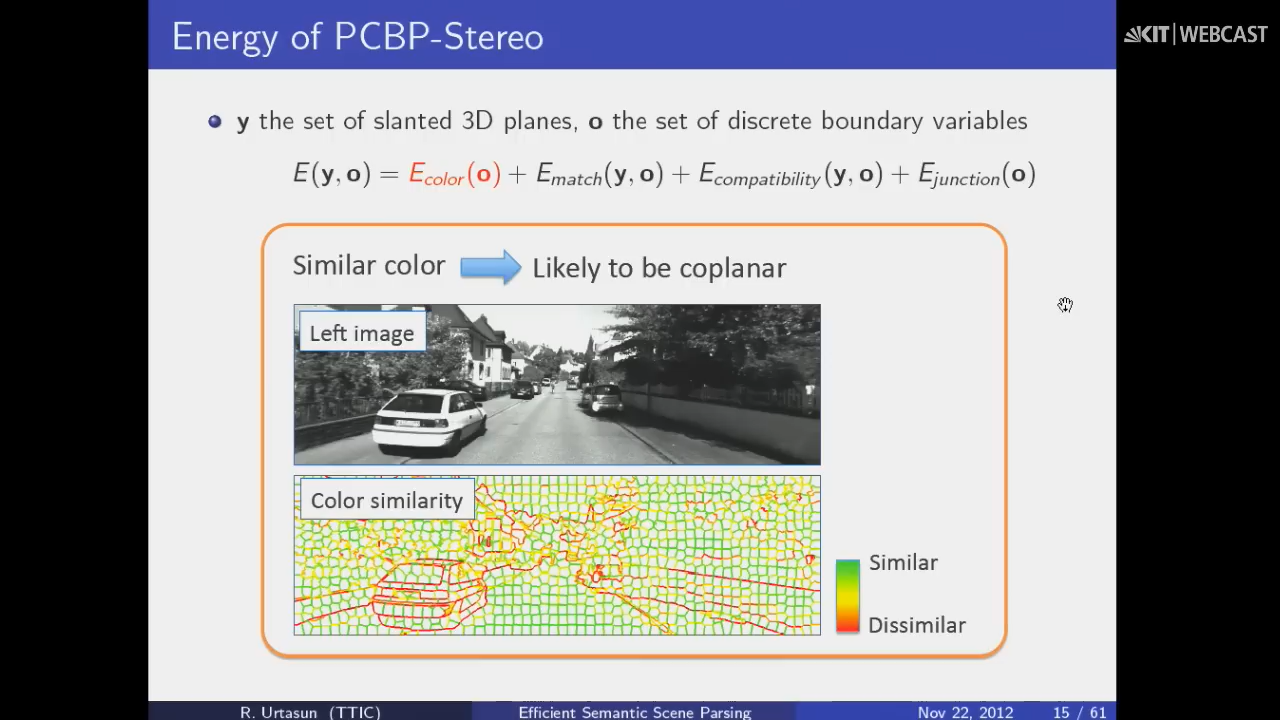 Energy of PCBP-Stereo
KIT | WEBCAST
y the set of slanted 3D planes, o the set of discrete boundary variables
E(y, o) = E_color(o) + E_match(y, o) + E_compatibility(y, o) + E_junction(o)
Similar color Likely to be coplanar
Left image
Color similarity
Similar
Dissimilar
R. Urtasun (TTIC) Efficient Semantic Scene Parsing Nov 22, 2012 15 / 61